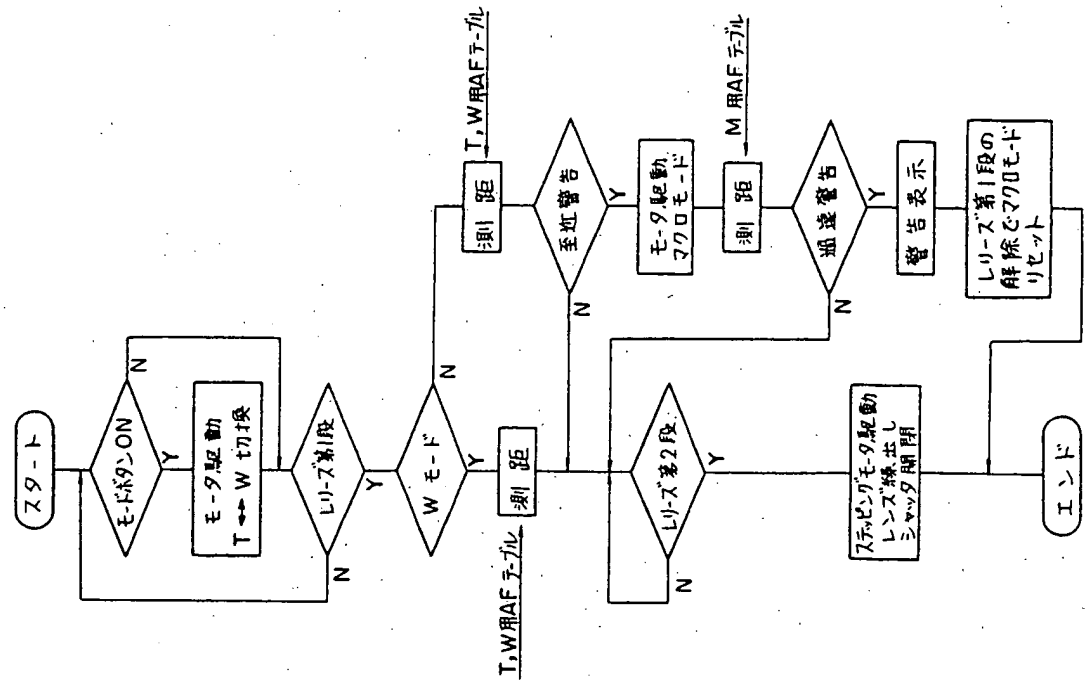 スタート
モードボタンON
N
Y
モータ駆動
T↔W切換
レリーズ第1段
N
Y
Wモード
N
Y
測距
T,W用AFテーブル
測距
T,W用AFテーブル
至近警告
N
Y
モータ駆動
マクロモード
測距
M用AFテーブル
過遠警告
N
Y
警告表示
レリーズ第1段の
解除でマクロモード
リセット
レリーズ第2段
N
Y
ステッピングモータ駆動
レンズ繰出し
シャッタ開閉
エンド